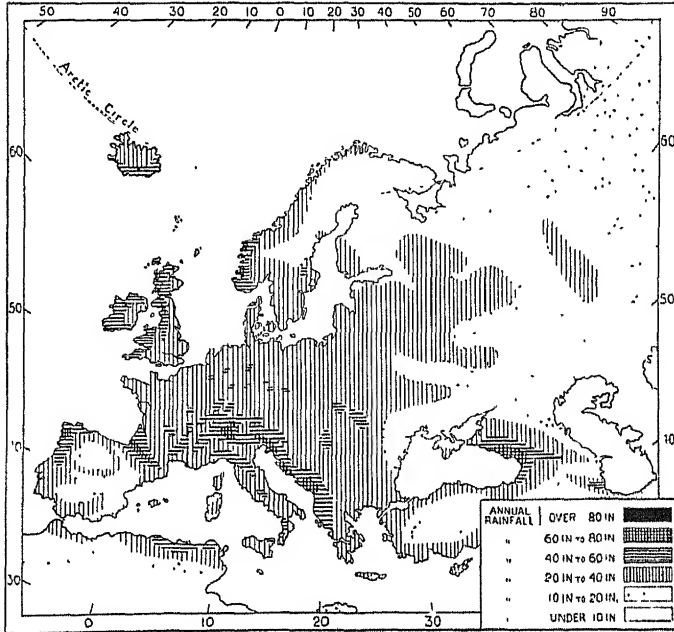 50 40 30 20 10 0 10 20 30 40 50 60 70 80 90
Arctic Circle
60 60
50 50
40 40
30
0 10 20 30
ANNUAL RAINFALL OVER 80 IN
" 60 IN TO 80 IN
" 40 IN TO 60 IN
" 20 IN TO 40 IN
" 10 IN TO 20 IN,
" UNDER 10 IN